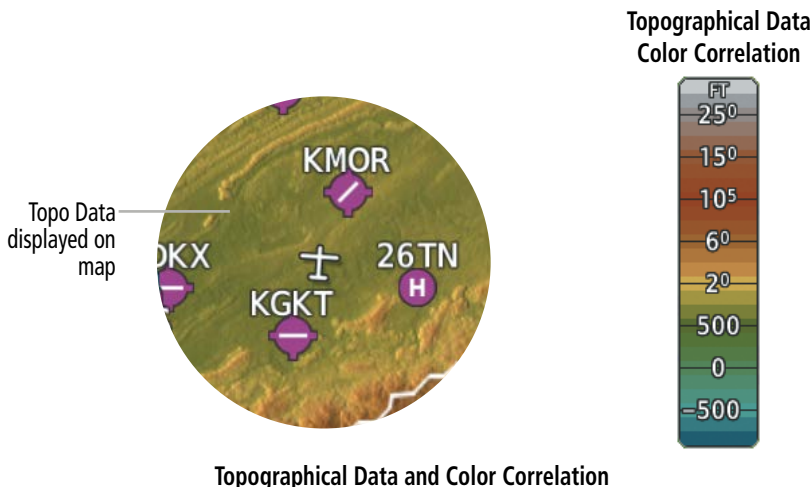 Topographical Data
Color Correlation
FT
25⁰
15⁰
10⁵
6⁰
2⁰
500
0
-500
KMOR
Topo Data
displayed on
map
26TN
KGKT
H
Topographical Data and Color Correlation